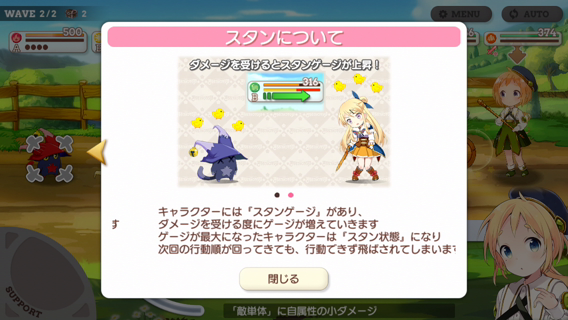 WAVE 2/2 2
MENU
AUTO
500
374
A
スタンについて
ダメージを受けるとスタンゲージが上昇！
316
B
す
キャラクターには「スタンゲージ」があり、
ダメージを受ける度にゲージが増えていきます
ゲージが最大になったキャラクターは「スタン状態」になり
次回の行動順が回ってきても、行動できず飛ばされてしまいます
閉じる
SUPPORT
「敵単体」に自属性の小ダメージ